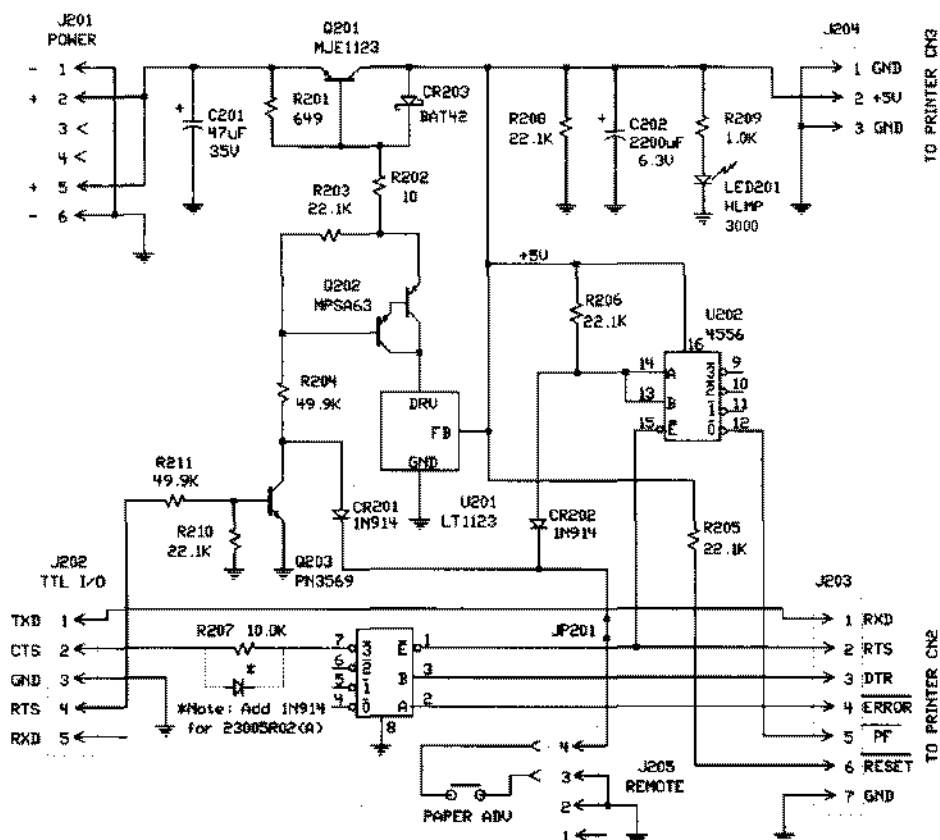 J201
POWER
- 1
+ 2
3
4
+ 5
- 6
Q201
MJE1123
+
C201
47uF
35V
R201
649
CR203
BAT42
R202
10
R203
22.1K
Q202
MPSA63
R204
49.9K
DRV
FB
GND
U201
LT1123
R208
22.1K
+
C202
2200uF
6.3V
R209
1.0K
LED201
HLMP
3000
J204
1 GND
2 +5V
3 GND
TO PRINTER CN3
+5V
R206
22.1K
U202
4556
16
14 A
13 B
15 E
3 9
2 10
1 11
0 12
R211
49.9K
R210
22.1K
Q203
PN3569
CR201
1N914
CR202
1N914
R205
22.1K
J202
TTL I/O
TXD 1
CTS 2
GND 3
RTS 4
RXD 5
R207 10.0K
*
*Note: Add 1N914
for 23005R02(A)
7 3
6 2
5 1
4 0
E 1
B 3
A 2
8
JP201
J203
1 RXD
2 RTS
3 DTR
4 ERROR
5 PF
6 RESET
7 GND
TO PRINTER CN2
PAPER ADV
4
3
2
1
J205
REMOTE